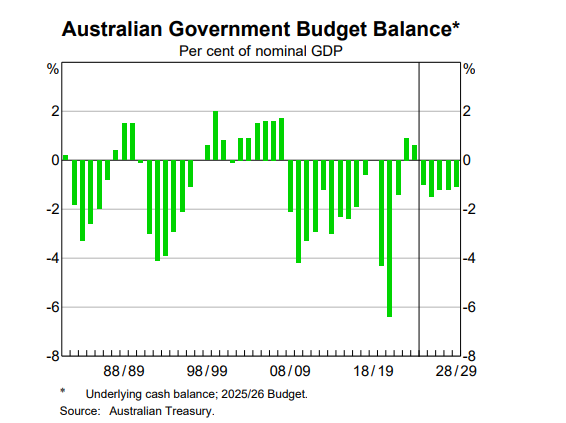 Australian Government Budget Balance*
Per cent of nominal GDP
% %
2 2
0 0
-2 -2
-4 -4
-6 -6
-8 -8
88/89 98/99 08/09 18/19 28/29
* Underlying cash balance; 2025/26 Budget.
Source: Australian Treasury.